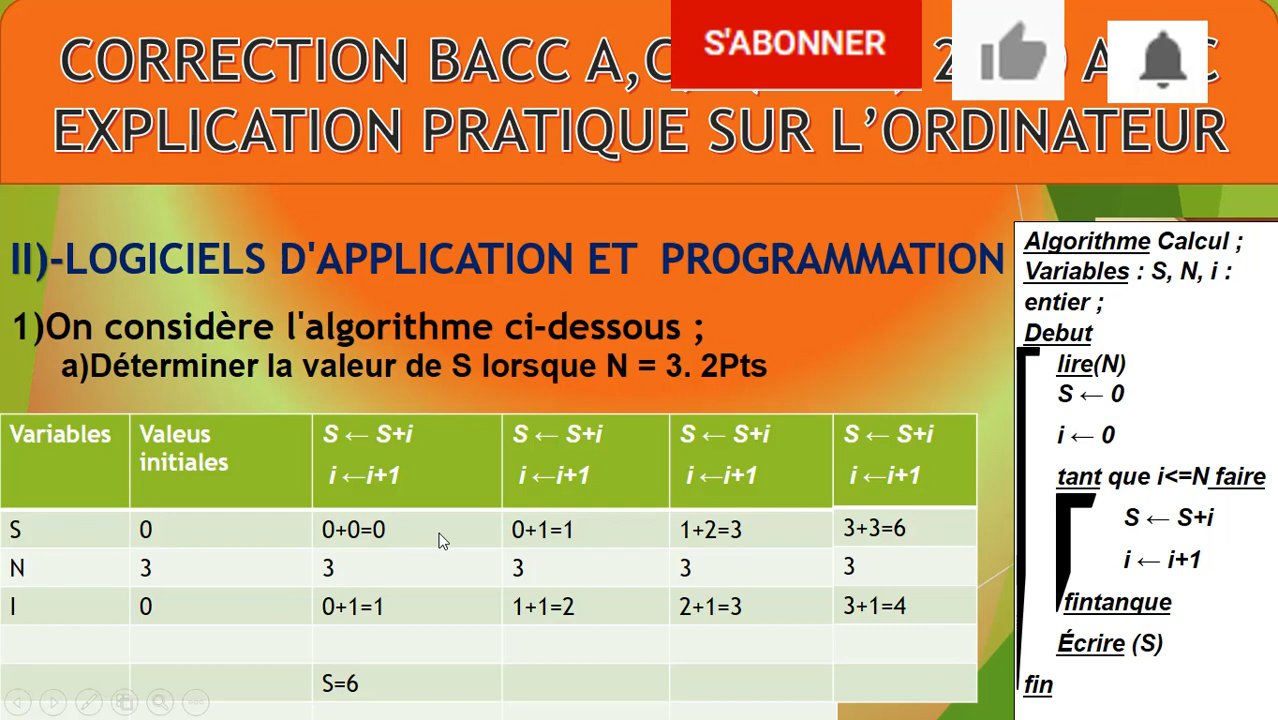 CORRECTION BACC A,C
S'ABONNER
EXPLICATION PRATIQUE SUR L'ORDINATEUR
II)-LOGICIELS D'APPLICATION ET PROGRAMMATION
1)On considère l'algorithme ci-dessous ;
a)Déterminer la valeur de S lorsque N = 3. 2Pts
Variables | Valeus initiales | S ← S+i i ←i+1 | S ← S+i i ←i+1 | S ← S+i i ←i+1 | S ← S+i i ←i+1
S | 0 | 0+0=0 | 0+1=1 | 1+2=3 | 3+3=6
N | 3 | 3 | 3 | 3 | 3
I | 0 | 0+1=1 | 1+1=2 | 2+1=3 | 3+1=4
S=6
Algorithme Calcul ;
Variables : S, N, i :
entier ;
Debut
lire(N)
S ← 0
i ← 0
tant que i<=N faire
S ← S+i
i ← i+1
fintanque
Écrire (S)
fin